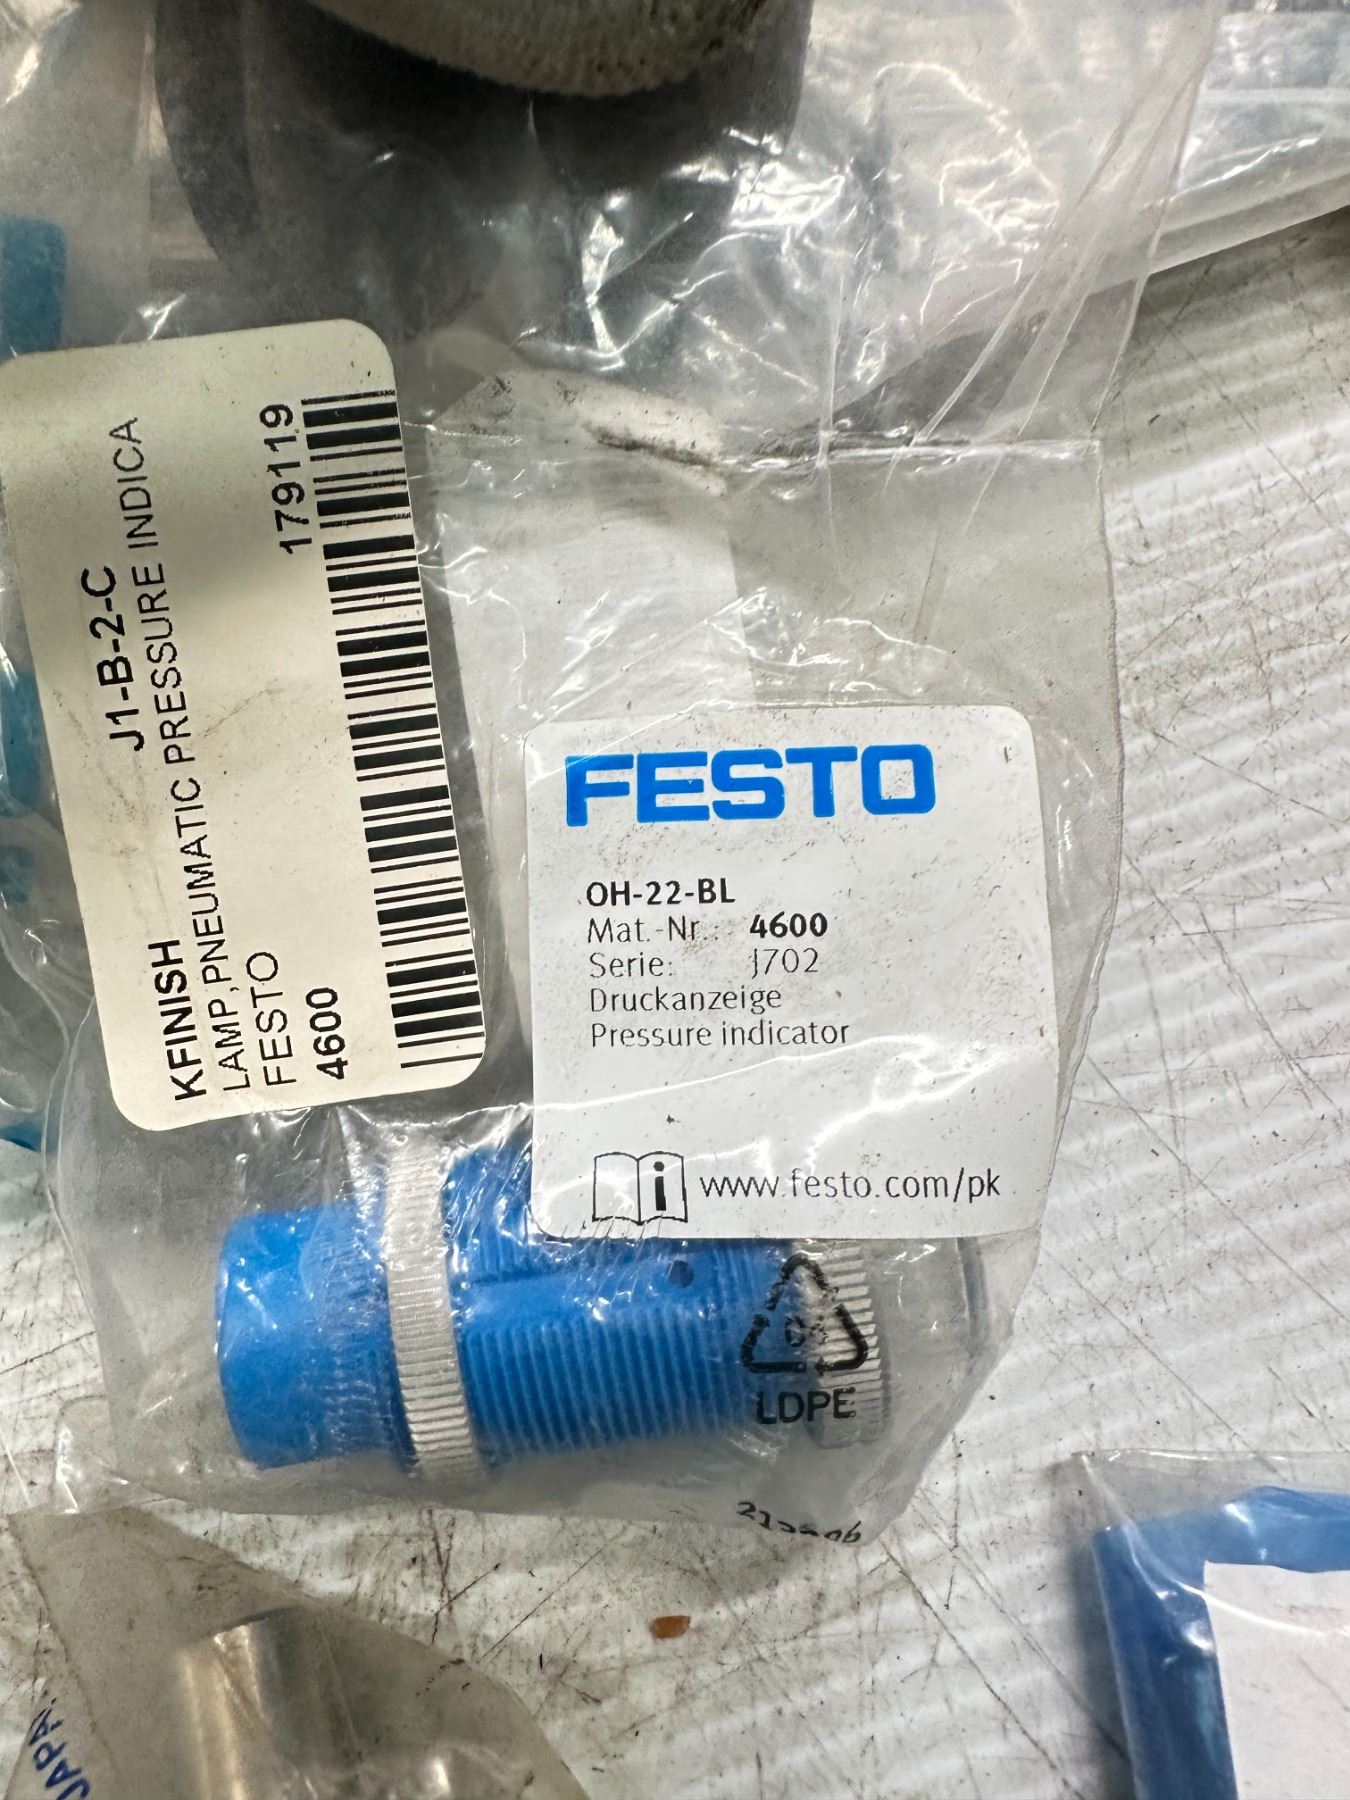 J1-B-2-C
KFINISH
LAMP,PNEUMATIC PRESSURE INDICA
FESTO 179119
4600
FESTO
OH-22-BL
Mat.-Nr.: 4600
Serie: J702
Druckanzeige
Pressure indicator
i www.festo.com/pk
LDPE